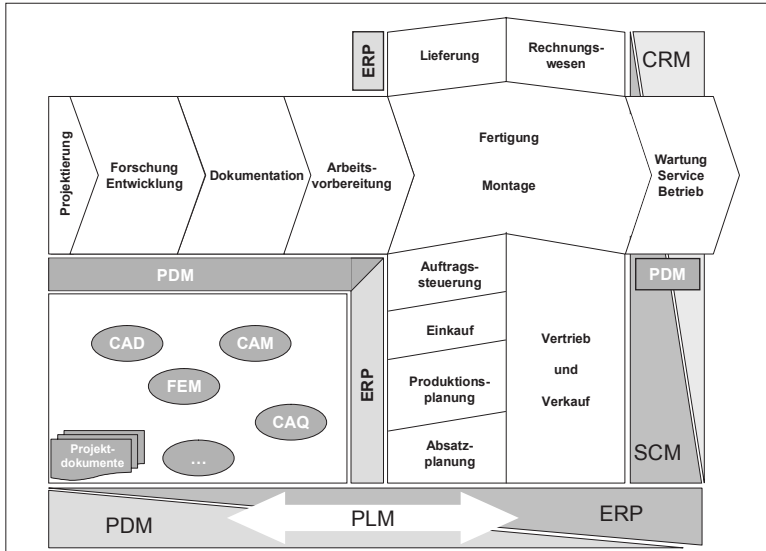 ERP
Lieferung
Rechnungs-
wesen
CRM
Projektierung
Forschung
Entwicklung
Dokumentation
Arbeits-
vorbereitung
Fertigung
Montage
Wartung
Service
Betrieb
PDM
Auftrags-
steuerung
PDM
CAD
CAM
FEM
CAQ
Projekt-
dokumente
...
ERP
Einkauf
Produktions-
planung
Absatz-
planung
Vertrieb
und
Verkauf
SCM
PDM
PLM
ERP